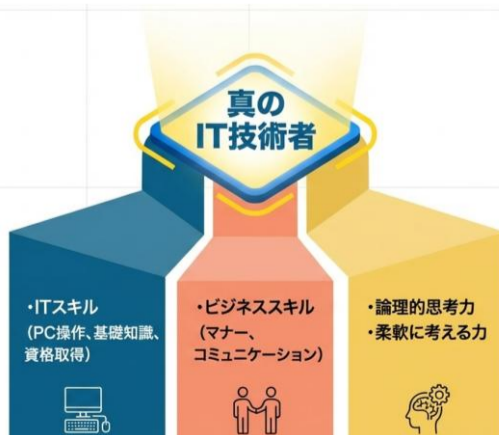 真の
IT技術者
・ITスキル
(PC操作、基礎知識、
資格取得)
・ビジネススキル
(マナー、
コミュニケーション)
・論理的思考力
・柔軟に考える力